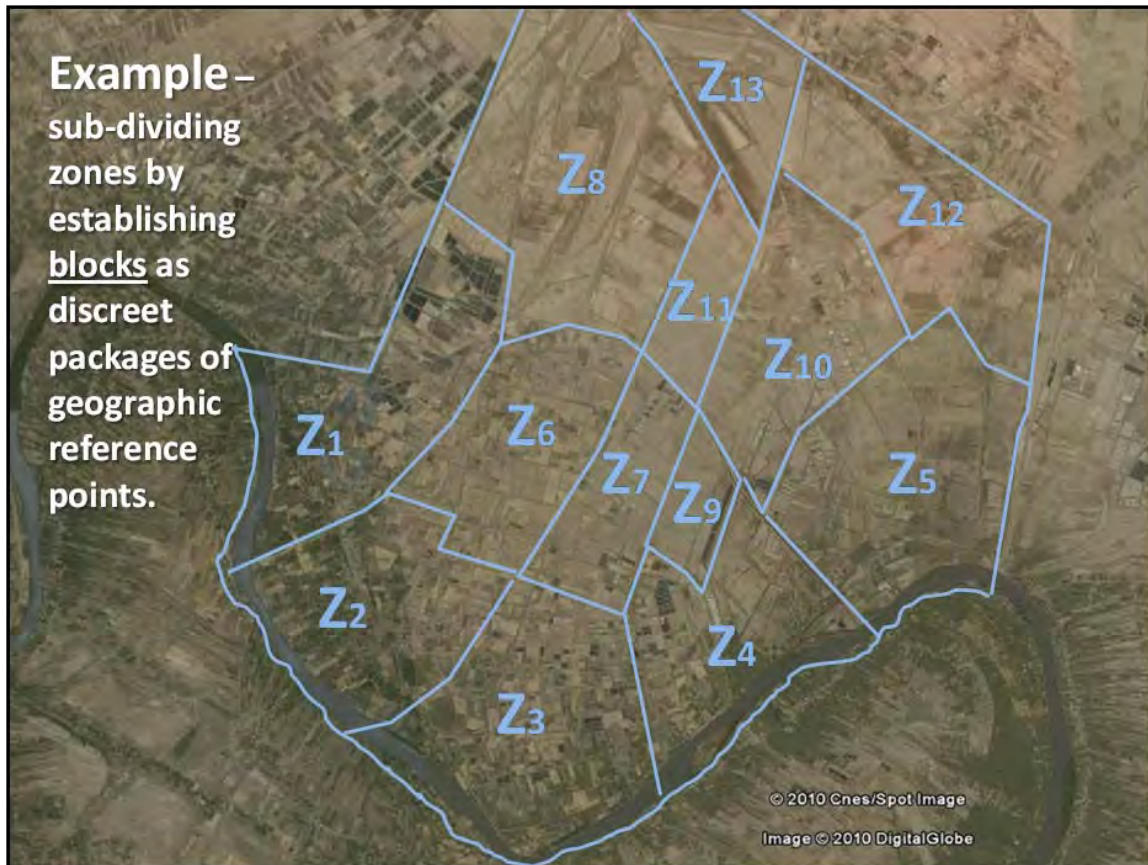 Example –
sub-dividing
zones by
establishing
blocks as
discreet
packages of
geographic
reference
points.
Z13
Z8
Z12
Z11
Z10
Z1
Z6
Z7
Z9
Z5
Z2
Z4
Z3
© 2010 Cnes/Spot Image
Image © 2010 DigitalGlobe